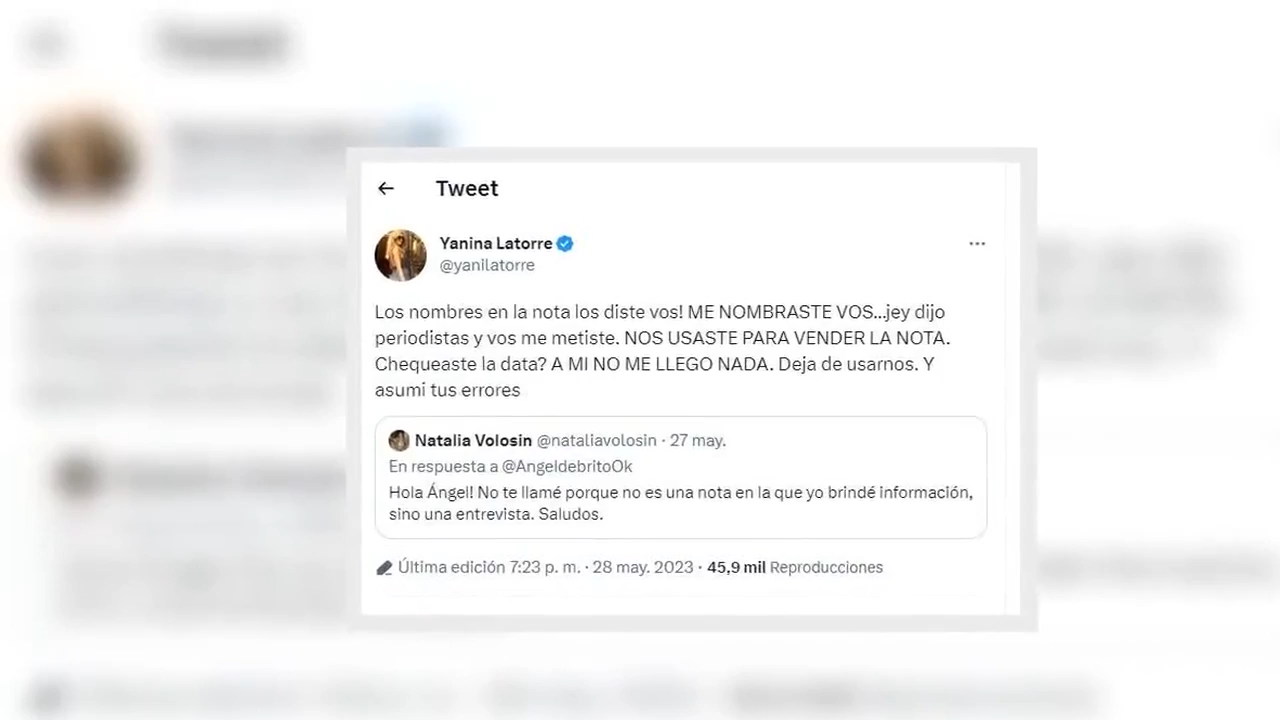 Tweet
Yanina Latorre
@yanilatorre
Los nombres en la nota los diste vos! ME NOMBRASTE VOS...jey dijo
periodistas y vos me metiste. NOS USASTE PARA VENDER LA NOTA.
Chequeaste la data? A MI NO ME LLEGO NADA. Deja de usarnos. Y
asumi tus errores
Natalia Volosin @nataliavolosin · 27 may.
En respuesta a @AngeldebritoOk
Hola Ángel! No te llamé porque no es una nota en la que yo brindé información,
sino una entrevista. Saludos.
Última edición 7:23 p. m. · 28 may. 2023 · 45,9 mil Reproducciones